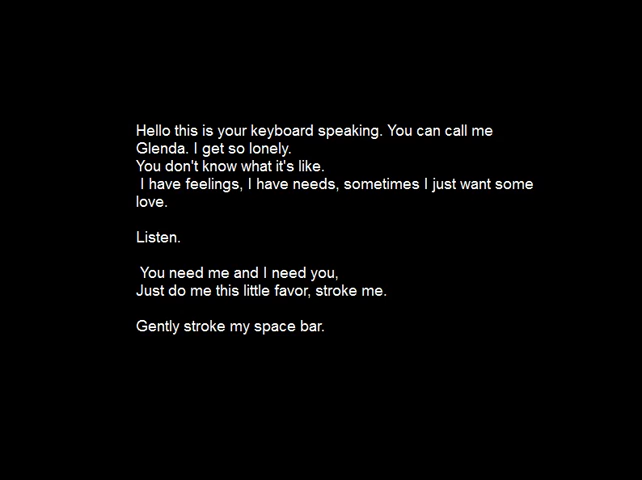 Hello this is your keyboard speaking. You can call me
Glenda. I get so lonely.
You don't know what it's like.
I have feelings, I have needs, sometimes I just want some
love.
Listen.
You need me and I need you,
Just do me this little favor, stroke me.
Gently stroke my space bar.